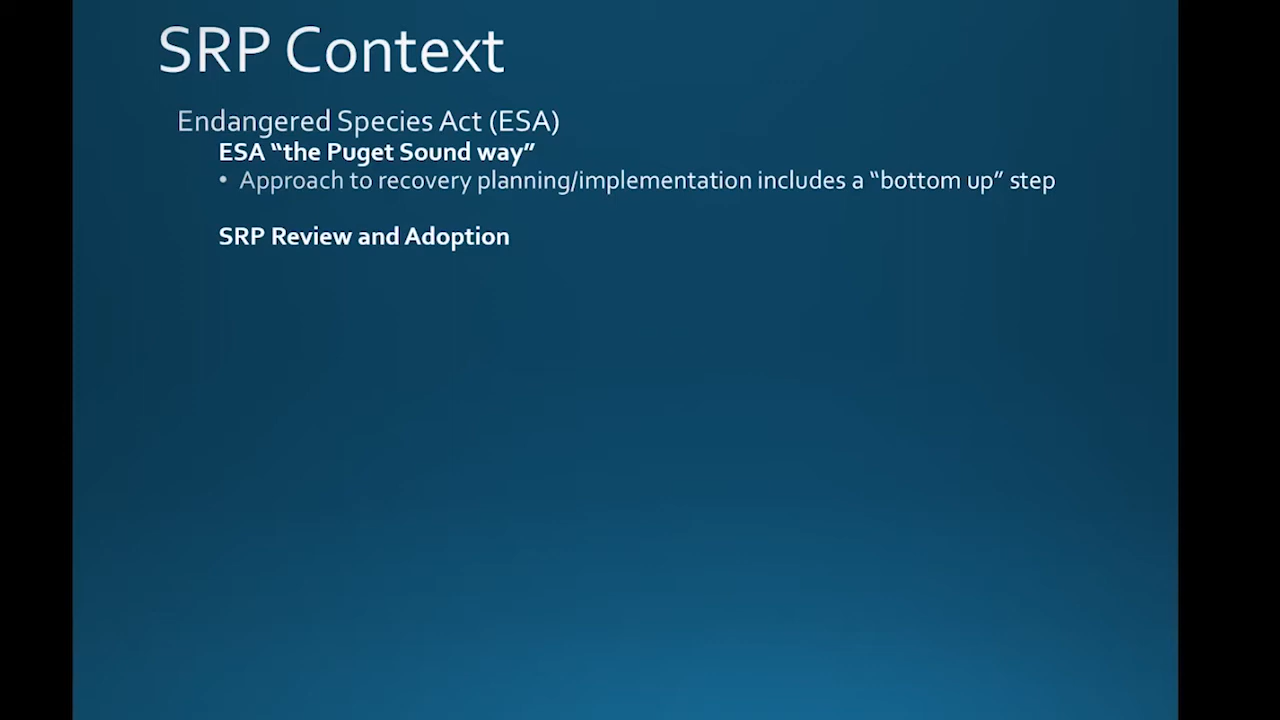 SRP Context
Endangered Species Act (ESA)
ESA “the Puget Sound way”
• Approach to recovery planning/implementation includes a “bottom up” step
SRP Review and Adoption